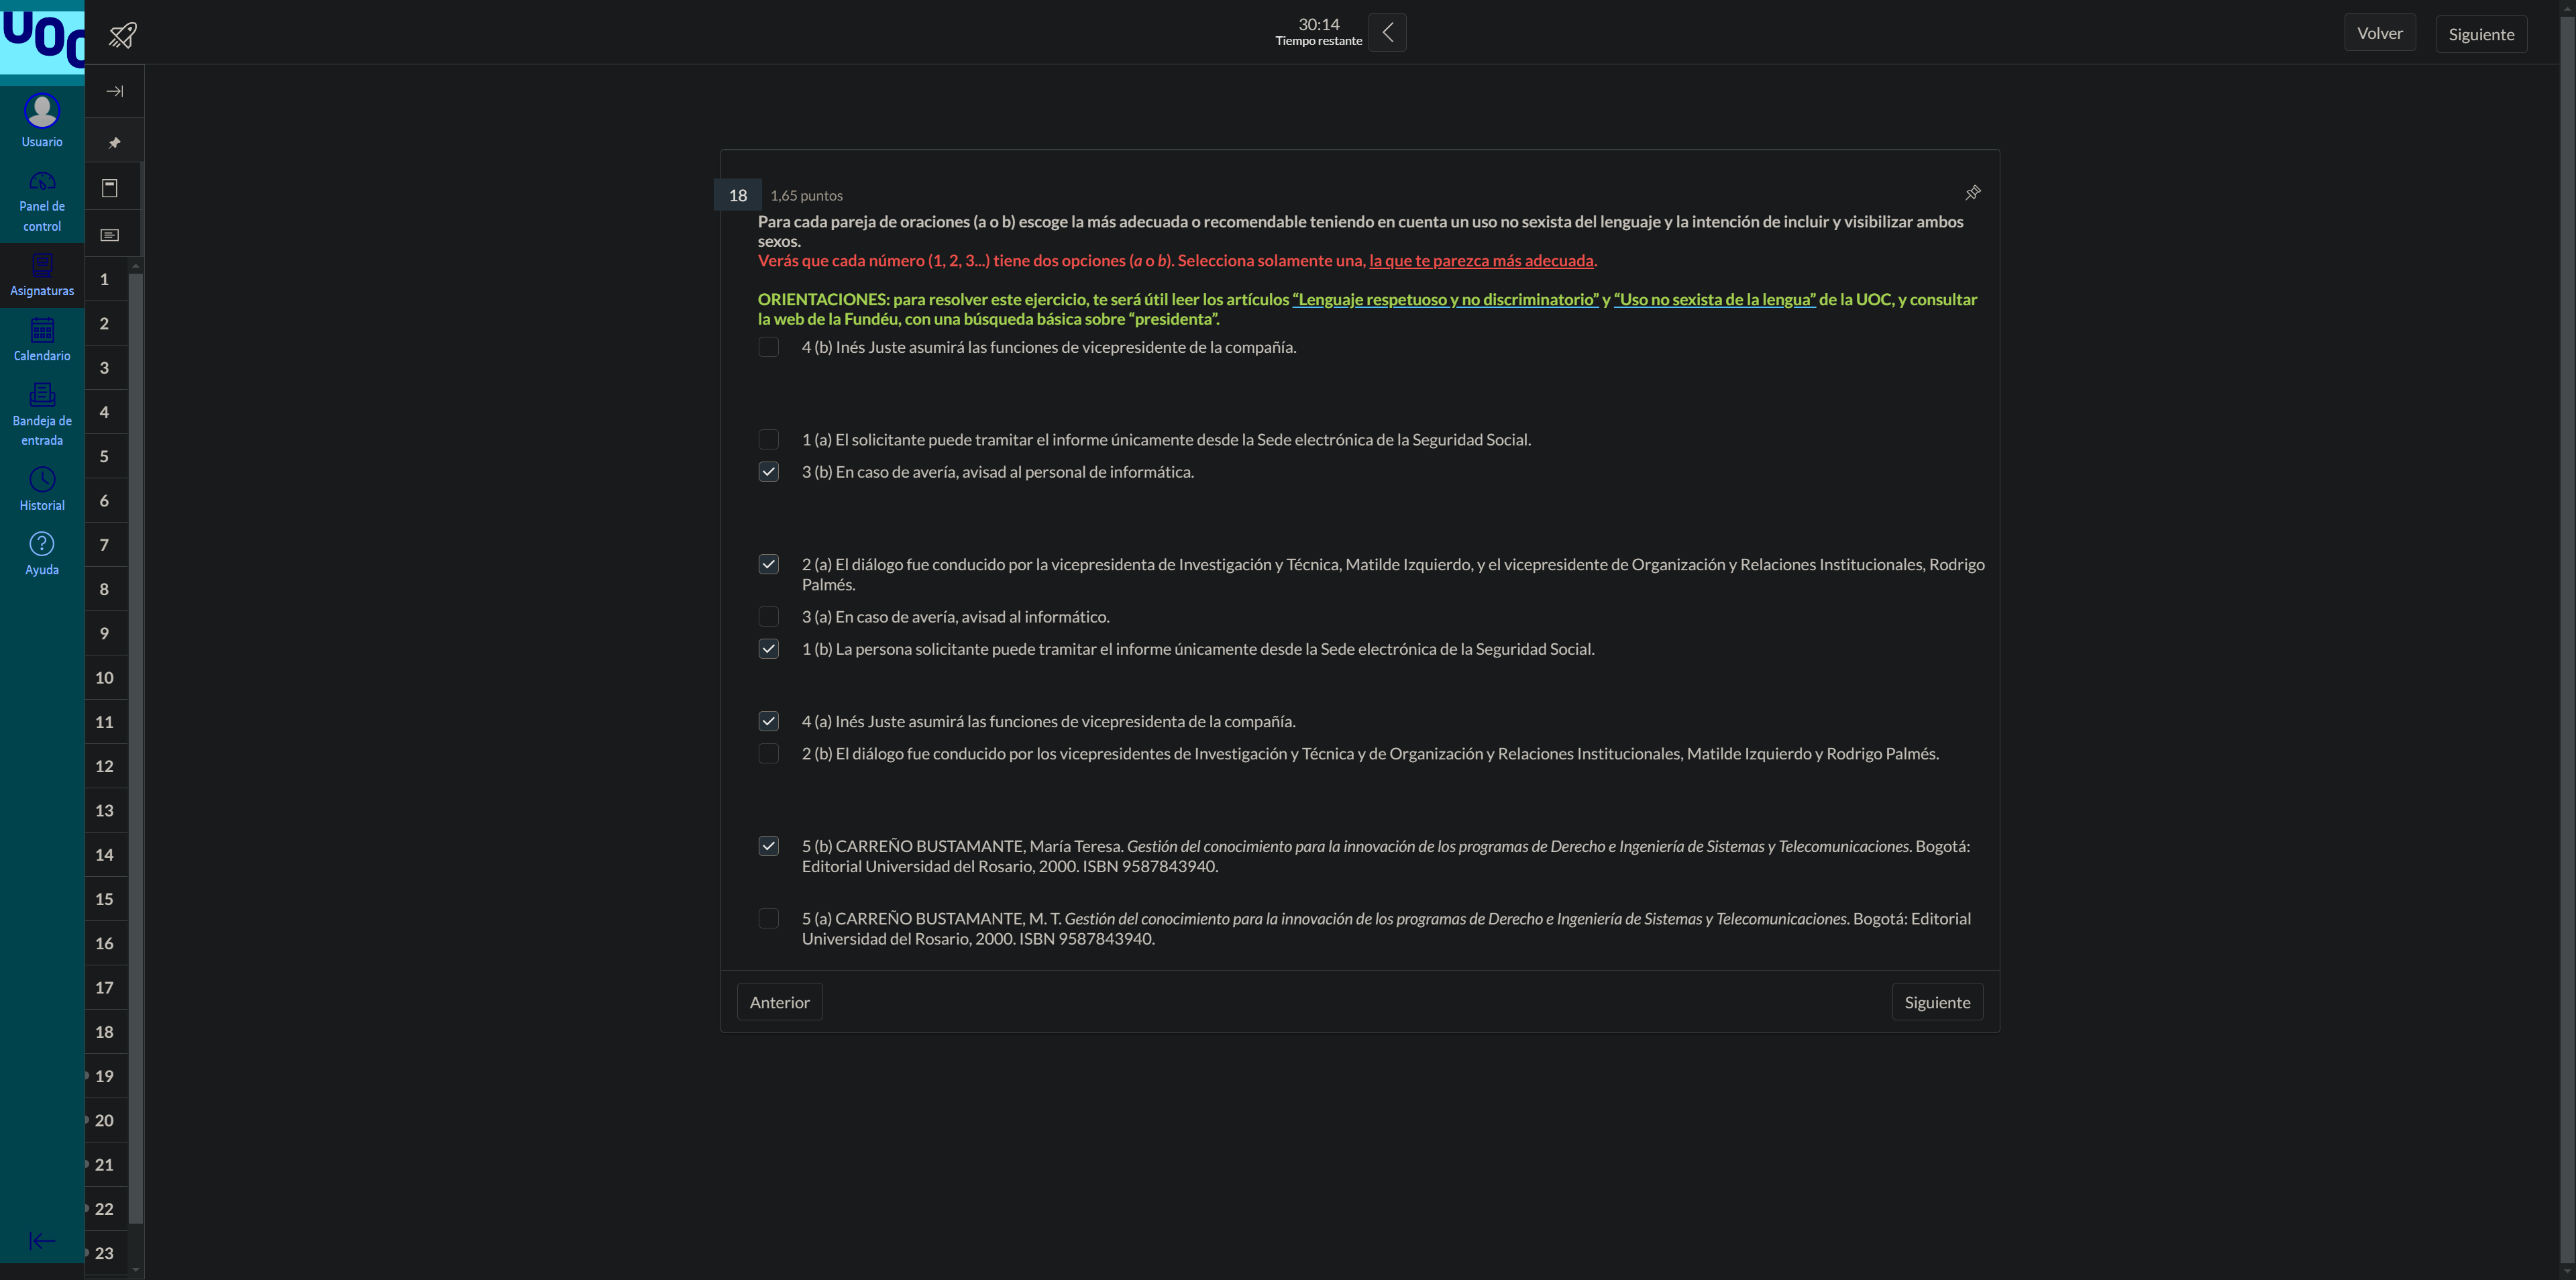 UOC
Usuario
Panel de
control
Asignaturas
Calendario
Bandeja de
entrada
Historial
Ayuda
30:14
Tiempo restante
Volver
Siguiente
1
2
3
4
5
6
7
8
9
10
11
12
13
14
15
16
17
18
19
20
21
22
23
18
1,65 puntos
Para cada pareja de oraciones (a o b) escoge la más adecuada o recomendable teniendo en cuenta un uso no sexista del lenguaje y la intención de incluir y visibilizar ambos
sexos.
Verás que cada número (1, 2, 3...) tiene dos opciones (a o b). Selecciona solamente una, la que te parezca más adecuada.
ORIENTACIONES: para resolver este ejercicio, te será útil leer los artículos “Lenguaje respetuoso y no discriminatorio” y “Uso no sexista de la lengua” de la UOC, y consultar
la web de la Fundéu, con una búsqueda básica sobre “presidenta”.
4 (b) Inés Juste asumirá las funciones de vicepresidente de la compañía.
1 (a) El solicitante puede tramitar el informe únicamente desde la Sede electrónica de la Seguridad Social.
3 (b) En caso de avería, avisad al personal de informática.
2 (a) El diálogo fue conducido por la vicepresidenta de Investigación y Técnica, Matilde Izquierdo, y el vicepresidente de Organización y Relaciones Institucionales, Rodrigo
Palmés.
3 (a) En caso de avería, avisad al informático.
1 (b) La persona solicitante puede tramitar el informe únicamente desde la Sede electrónica de la Seguridad Social.
4 (a) Inés Juste asumirá las funciones de vicepresidenta de la compañía.
2 (b) El diálogo fue conducido por los vicepresidentes de Investigación y Técnica y de Organización y Relaciones Institucionales, Matilde Izquierdo y Rodrigo Palmés.
5 (b) CARREÑO BUSTAMANTE, María Teresa. Gestión del conocimiento para la innovación de los programas de Derecho e Ingeniería de Sistemas y Telecomunicaciones. Bogotá:
Editorial Universidad del Rosario, 2000. ISBN 9587843940.
5 (a) CARREÑO BUSTAMANTE, M. T. Gestión del conocimiento para la innovación de los programas de Derecho e Ingeniería de Sistemas y Telecomunicaciones. Bogotá: Editorial
Universidad del Rosario, 2000. ISBN 9587843940.
Anterior
Siguiente